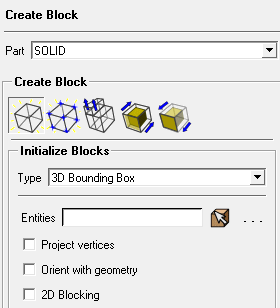 Create Block
Part SOLID
Create Block
Initialize Blocks
Type 3D Bounding Box
Entities ...
Project vertices
Orient with geometry
2D Blocking